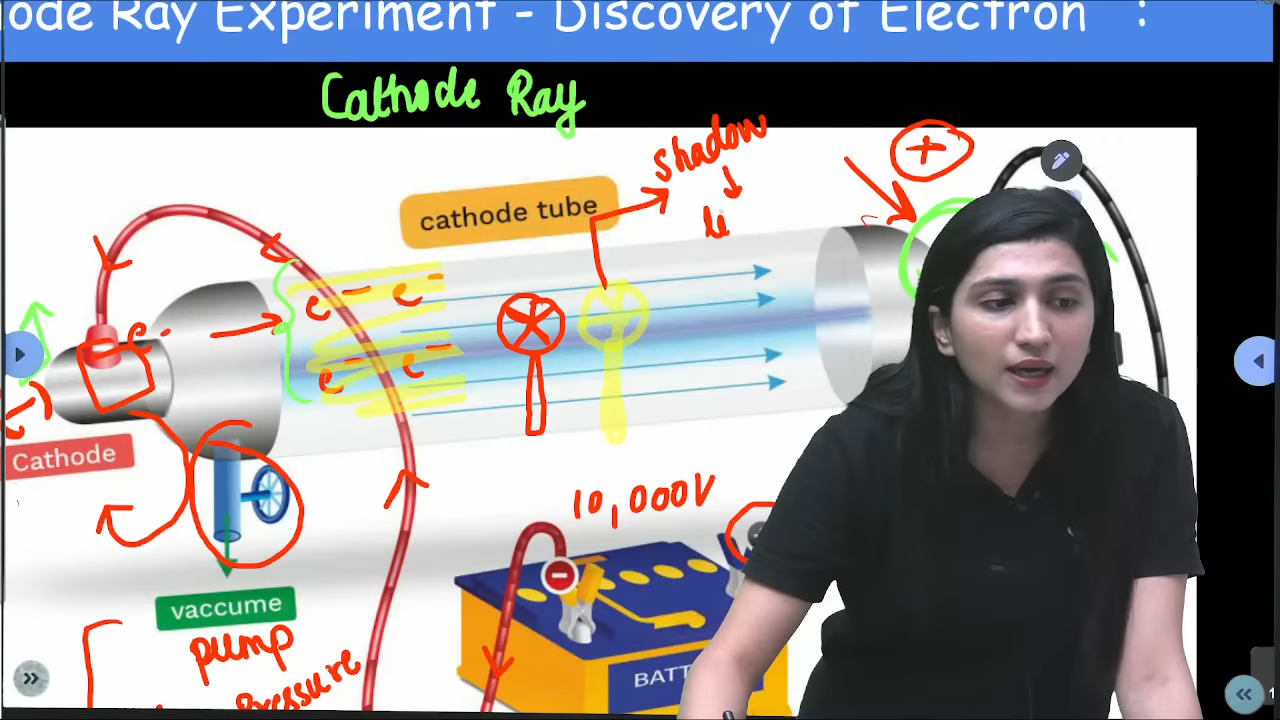 ode Ray Experiment - Discovery of Electron :
Cathode Ray
shadow
+
cathode tube
e-
e- e-
e- e-
Cathode
10,000V
vaccume
pump
Pressure
BATT